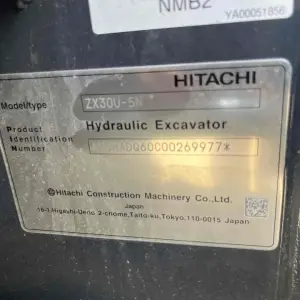 NMB2
YA00051856
HITACHI
Model/type ZX30U-5N
Product Hydraulic Excavator
Identification
Number
®Hitachi Construction Machinery Co.,Ltd.
Japan
16-1,Higashi-Ueno 2-chome,Taito-ku,Tokyo,110-0015 Japan